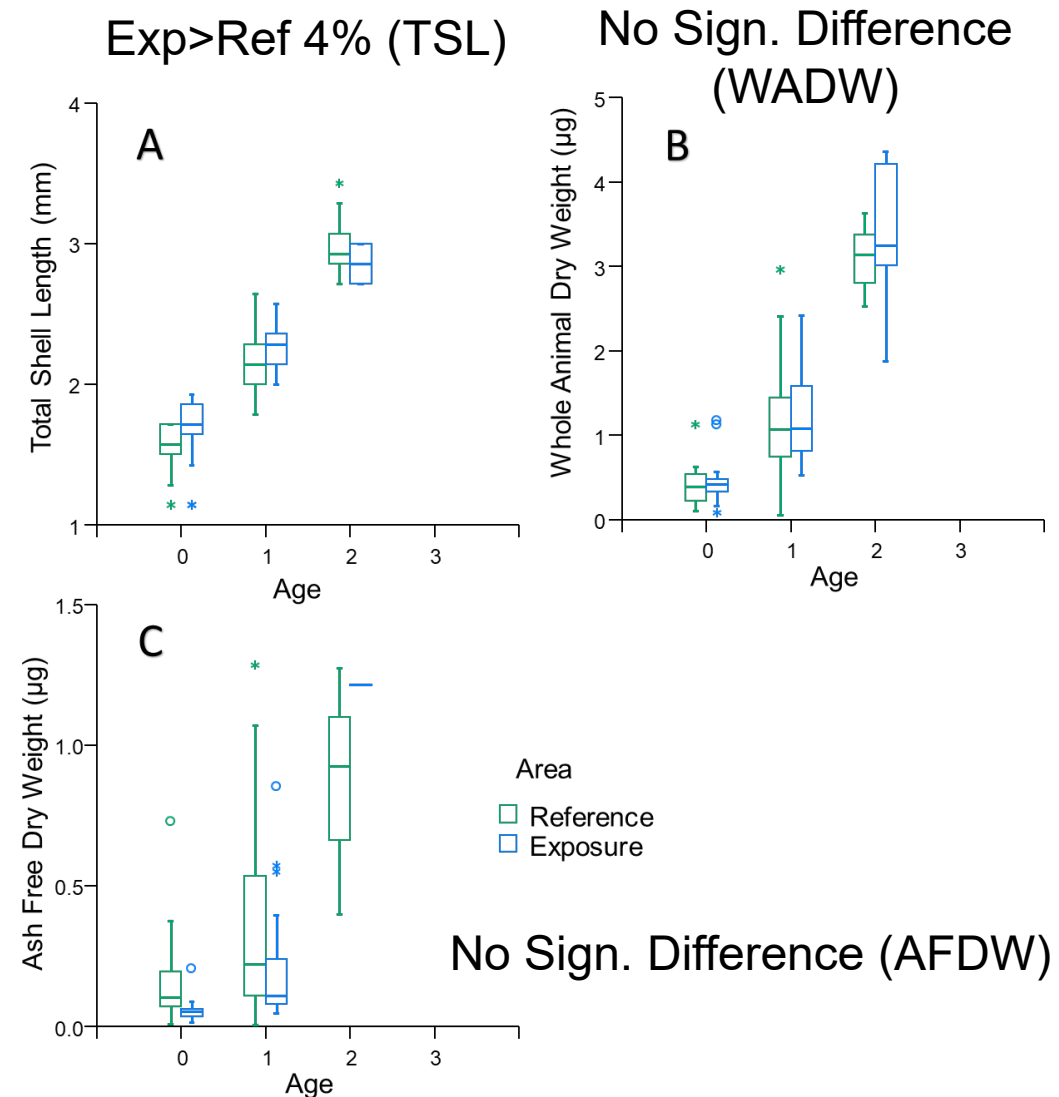 Exp>Ref 4% (TSL)
No Sign. Difference
(WADW)
A
Total Shell Length (mm)
4
3
2
1
0
1
2
3
Age
B
Whole Animal Dry Weight (µg)
5
4
3
2
1
0
0
1
2
3
Age
C
Ash Free Dry Weight (µg)
1.5
1.0
0.5
0.0
0
1
2
3
Age
Area
Reference
Exposure
No Sign. Difference (AFDW)